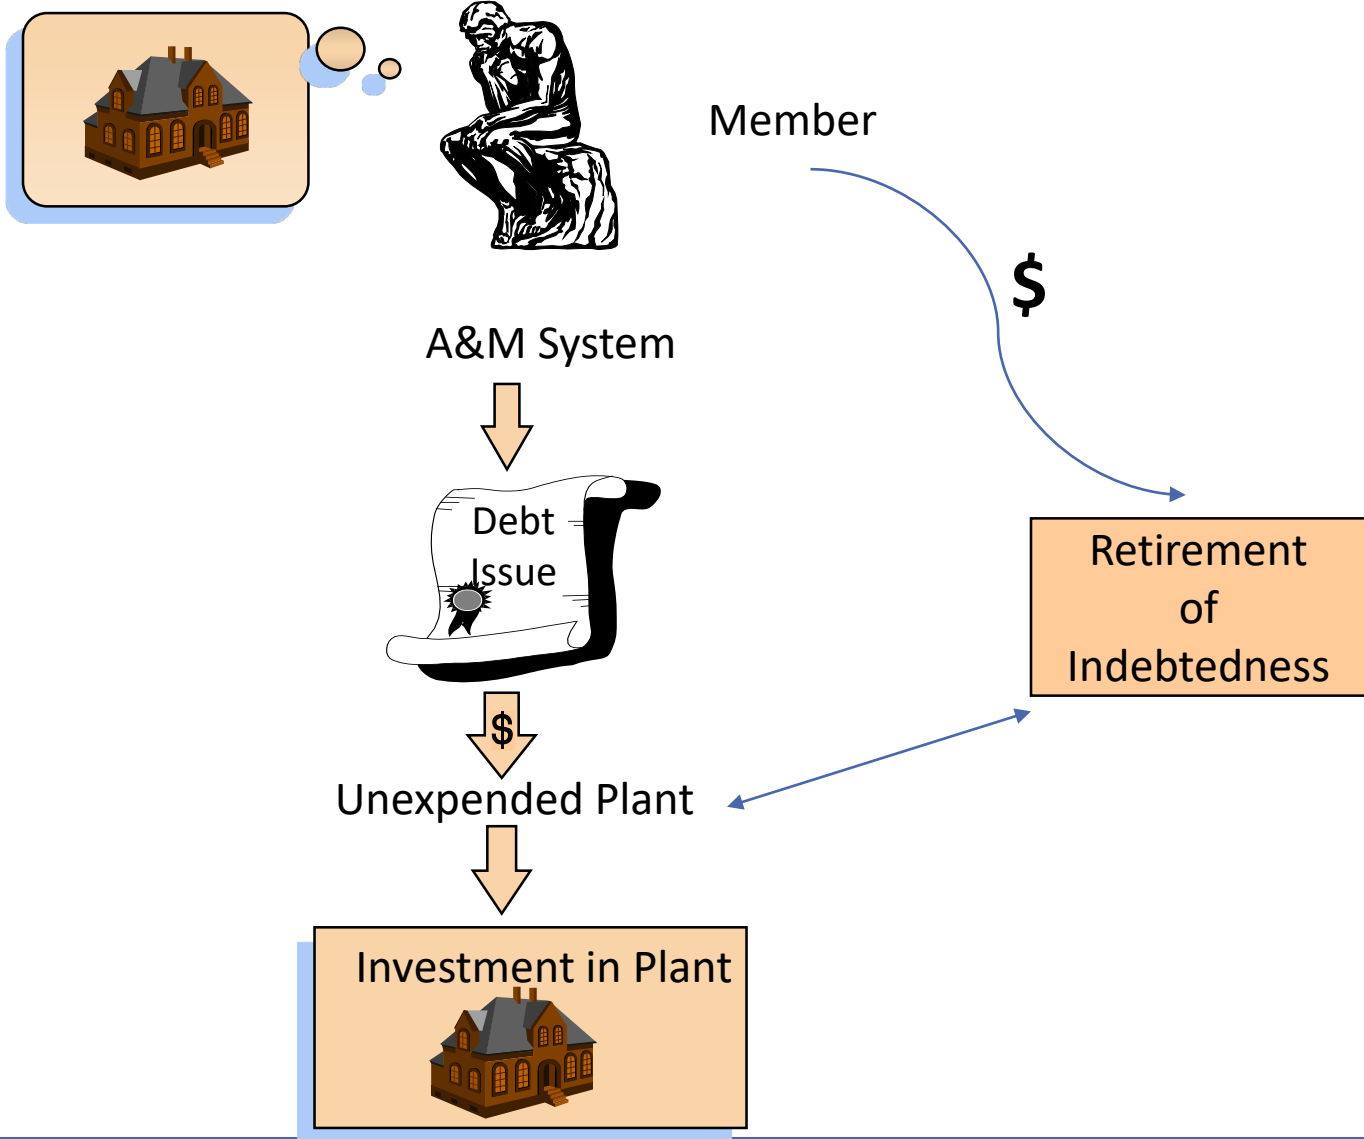 Member
$
A&M System
Debt
Issue
Retirement
of
Indebtedness
$
Unexpended Plant
Investment in Plant